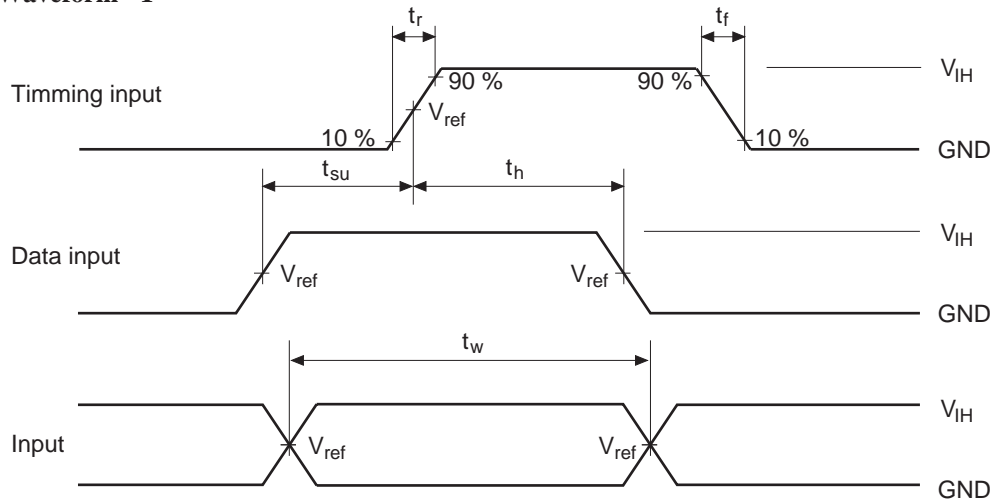 Waveform - 1
tr
tf
Timming input
90 %
90 %
VIH
Vref
10 %
10 %
GND
tsu
th
Data input
VIH
Vref
Vref
GND
tw
Input
VIH
Vref
Vref
GND